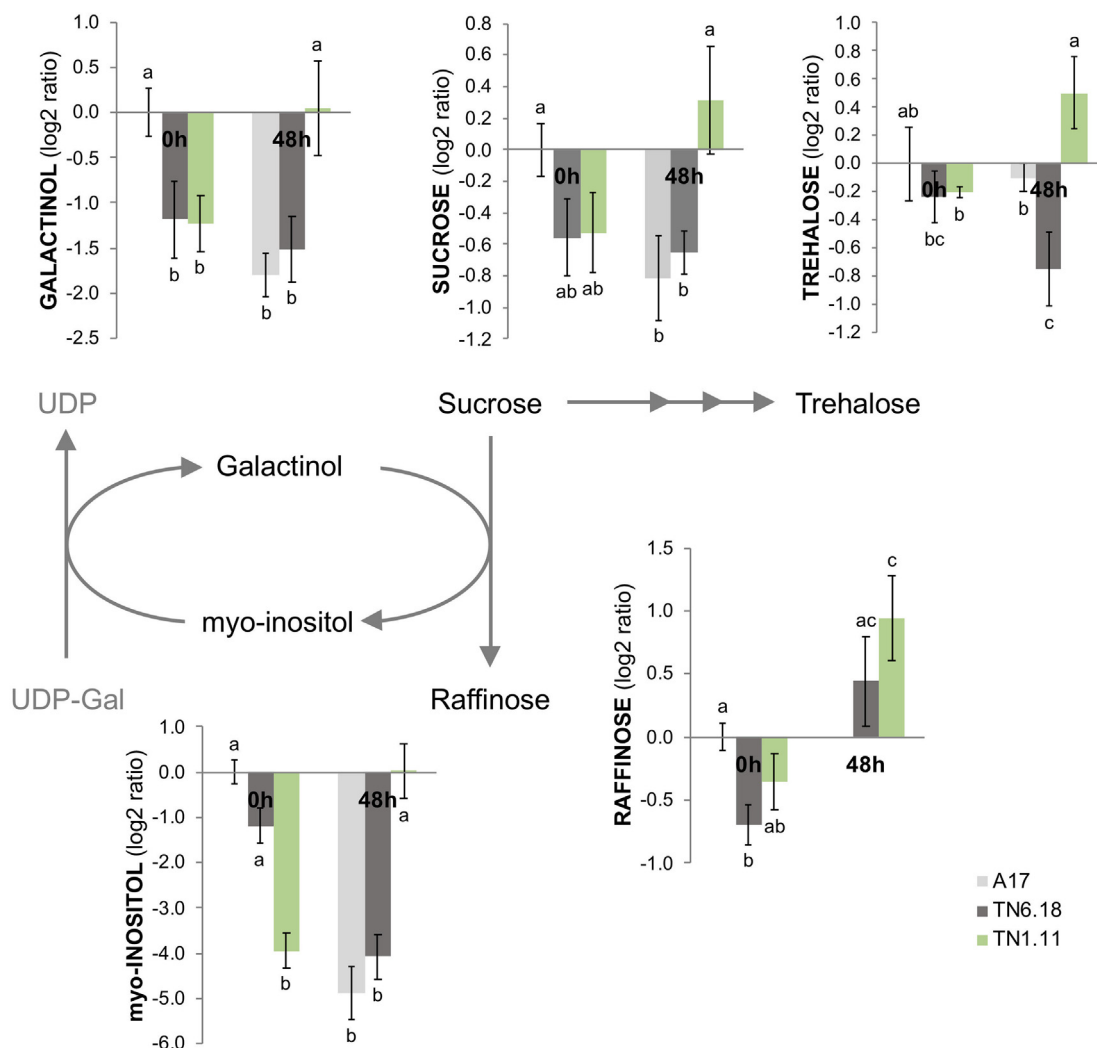 GALACTINOL (log2 ratio)
1.0
0.5
0.0
-0.5
-1.0
-1.5
-2.0
-2.5
a
0h
b
b
48h
b
b
a
SUCROSE (log2 ratio)
0.8
0.6
0.4
0.2
0.0
-0.2
-0.4
-0.6
-0.8
-1.0
-1.2
a
0h
ab
ab
48h
b
b
a
TREHALOSE (log2 ratio)
1.0
0.8
0.6
0.4
0.2
0.0
-0.2
-0.4
-0.6
-0.8
-1.0
-1.2
ab
0h
bc
b
48h
b
c
a
UDP
Sucrose
Trehalose
Galactinol
myo-inositol
UDP-Gal
Raffinose
myo-INOSITOL (log2 ratio)
1.0
0.0
-1.0
-2.0
-3.0
-4.0
-5.0
-6.0
a
0h
a
b
48h
b
b
a
RAFFINOSE (log2 ratio)
1.5
1.0
0.5
0.0
-0.5
-1.0
a
0h
b
ab
48h
ac
c
A17
TN6.18
TN1.11